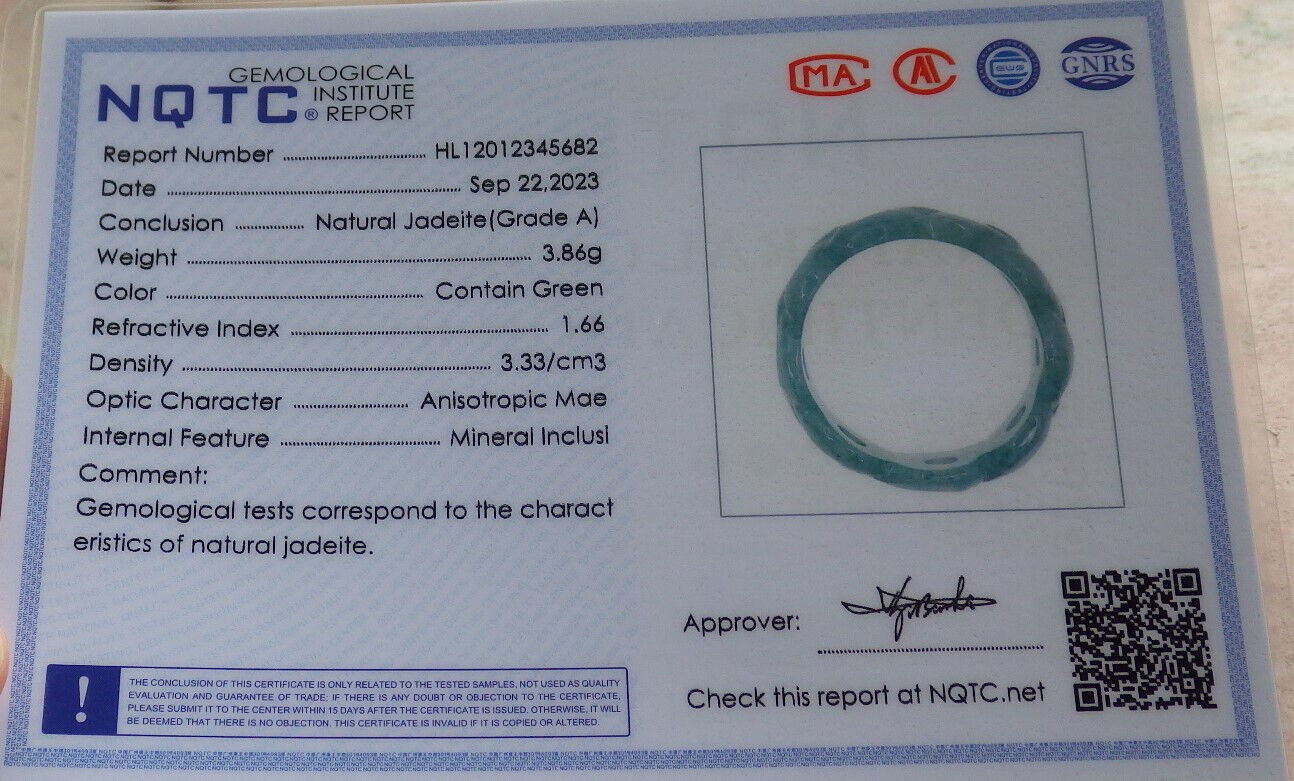 GEMOLOGICAL
INSTITUTE
NQTC® REPORT
MA
GNRS
Report Number ........ HL12012345682
Date ........ Sep 22,2023
Conclusion ........ Natural Jadeite(Grade A)
Weight ........ 3.86g
Color ........ Contain Green
Refractive Index ........ 1.66
Density ........ 3.33/cm3
Optic Character ........ Anisotropic Mae
Internal Feature ........ Mineral Inclusi
Comment:
Gemological tests correspond to the charact
eristics of natural jadeite.
Approver:
Check this report at NQTC.net
!
THE CONCLUSION OF THIS CERTIFICATE IS ONLY RELATED TO THE TESTED SAMPLES, NOT USED AS QUALITY
EVALUATION AND GUARANTEE OF TRADE; IF THERE IS ANY DOUBT OR OBJECTION TO THE CERTIFICATE,
PLEASE SUBMIT IT TO THE CENTER WITHIN 15 DAYS AFTER THE CERTIFICATE IS ISSUED. OTHERWISE, IT WILL
BE DEEMED THAT THERE IS NO OBJECTION. THIS CERTIFICATE IS INVALID IF IT IS COPIED OR ALTERED.